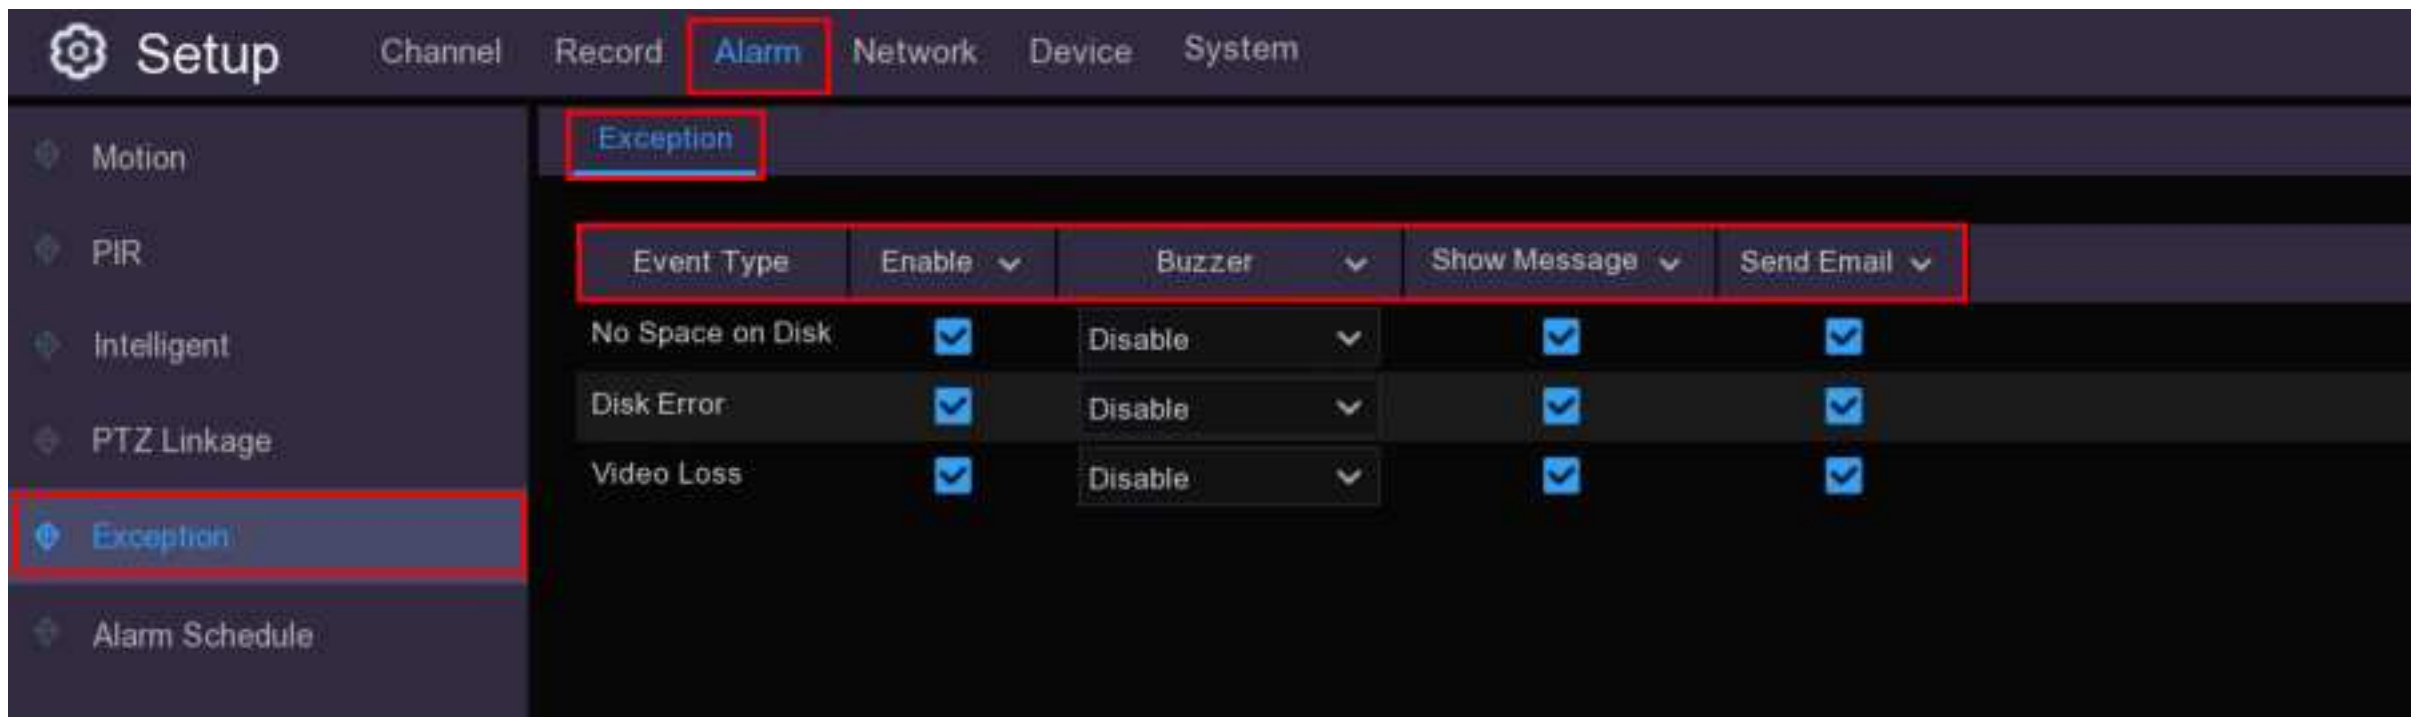 Setup Channel Record Alarm Network Device System
Exception
Motion
PIR
Intelligent
PTZ Linkage
Exception
Alarm Schedule
Event Type Enable Buzzer Show Message Send Email
No Space on Disk Disable
Disk Error Disable
Video Loss Disable